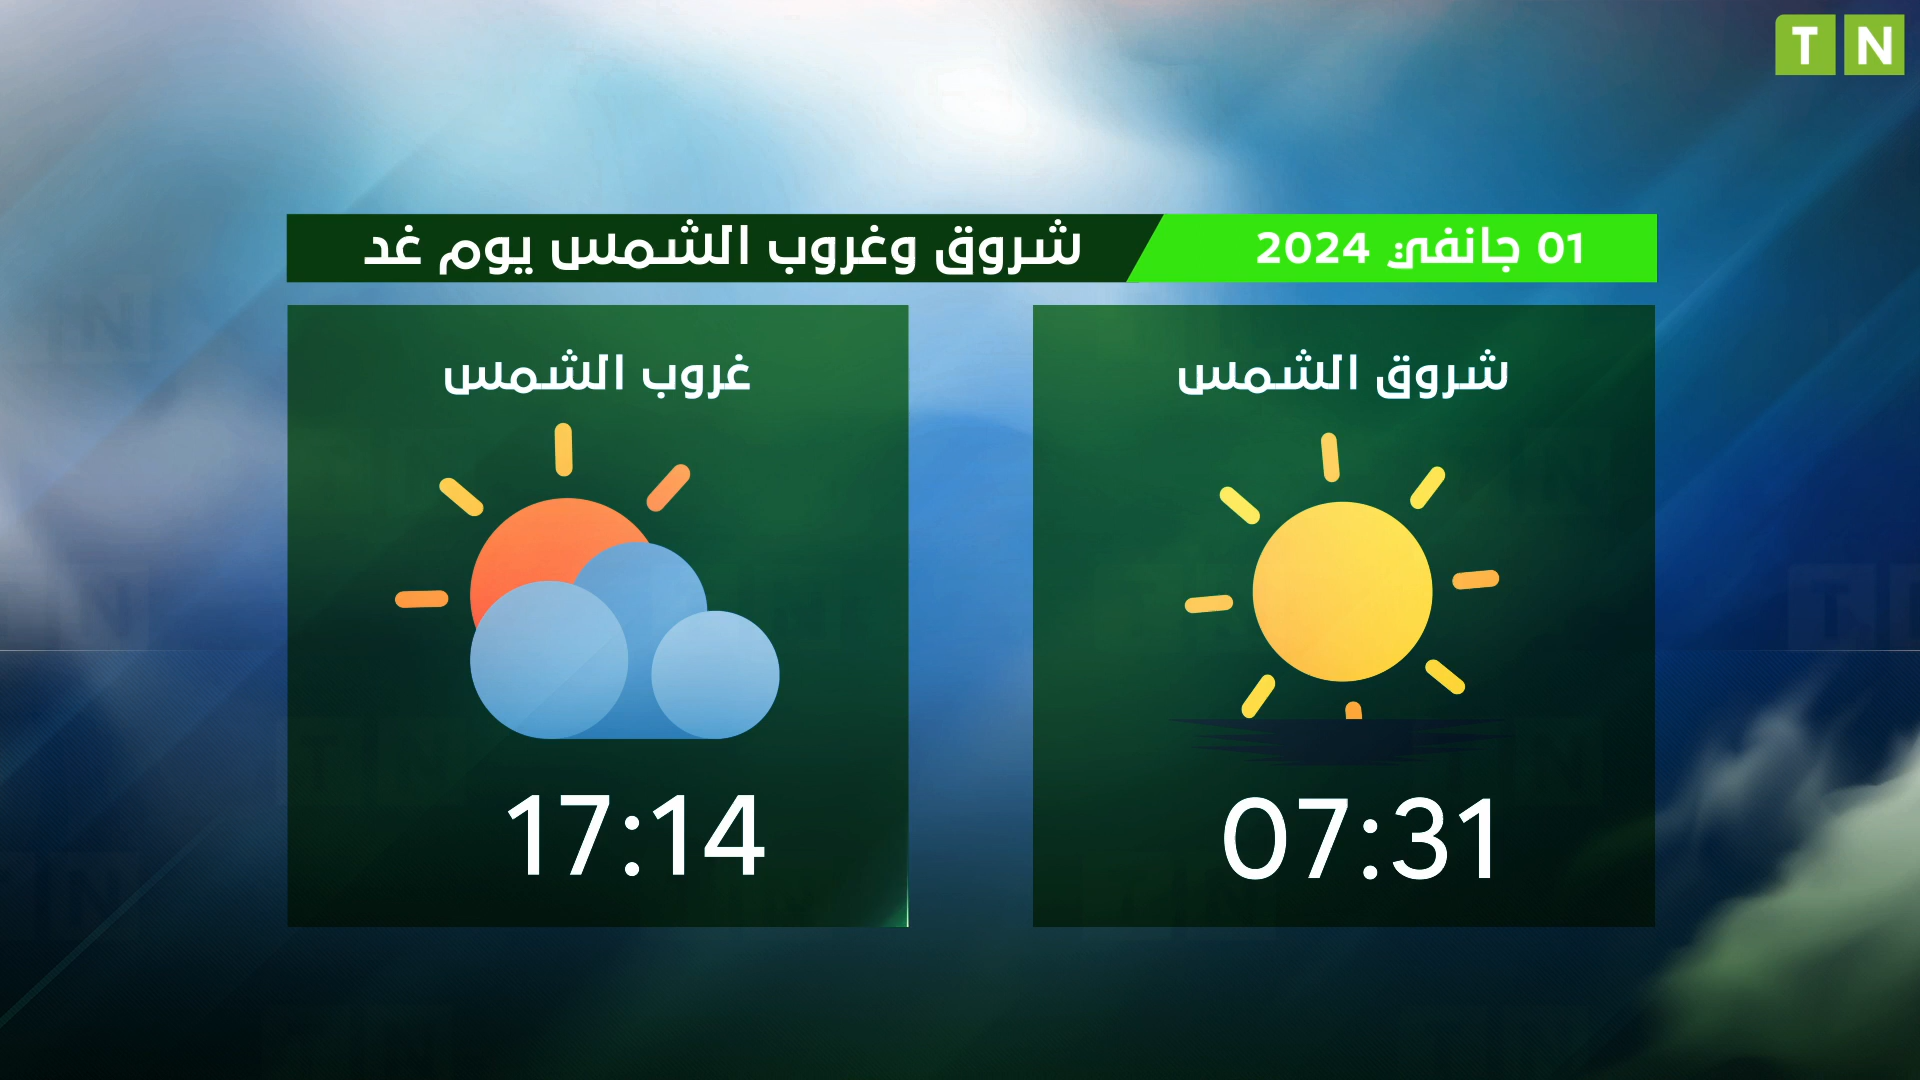 TN
01 جانفي 2024
شروق وغروب الشمس يوم غد
شروق الشمس
07:31
غروب الشمس
17:14